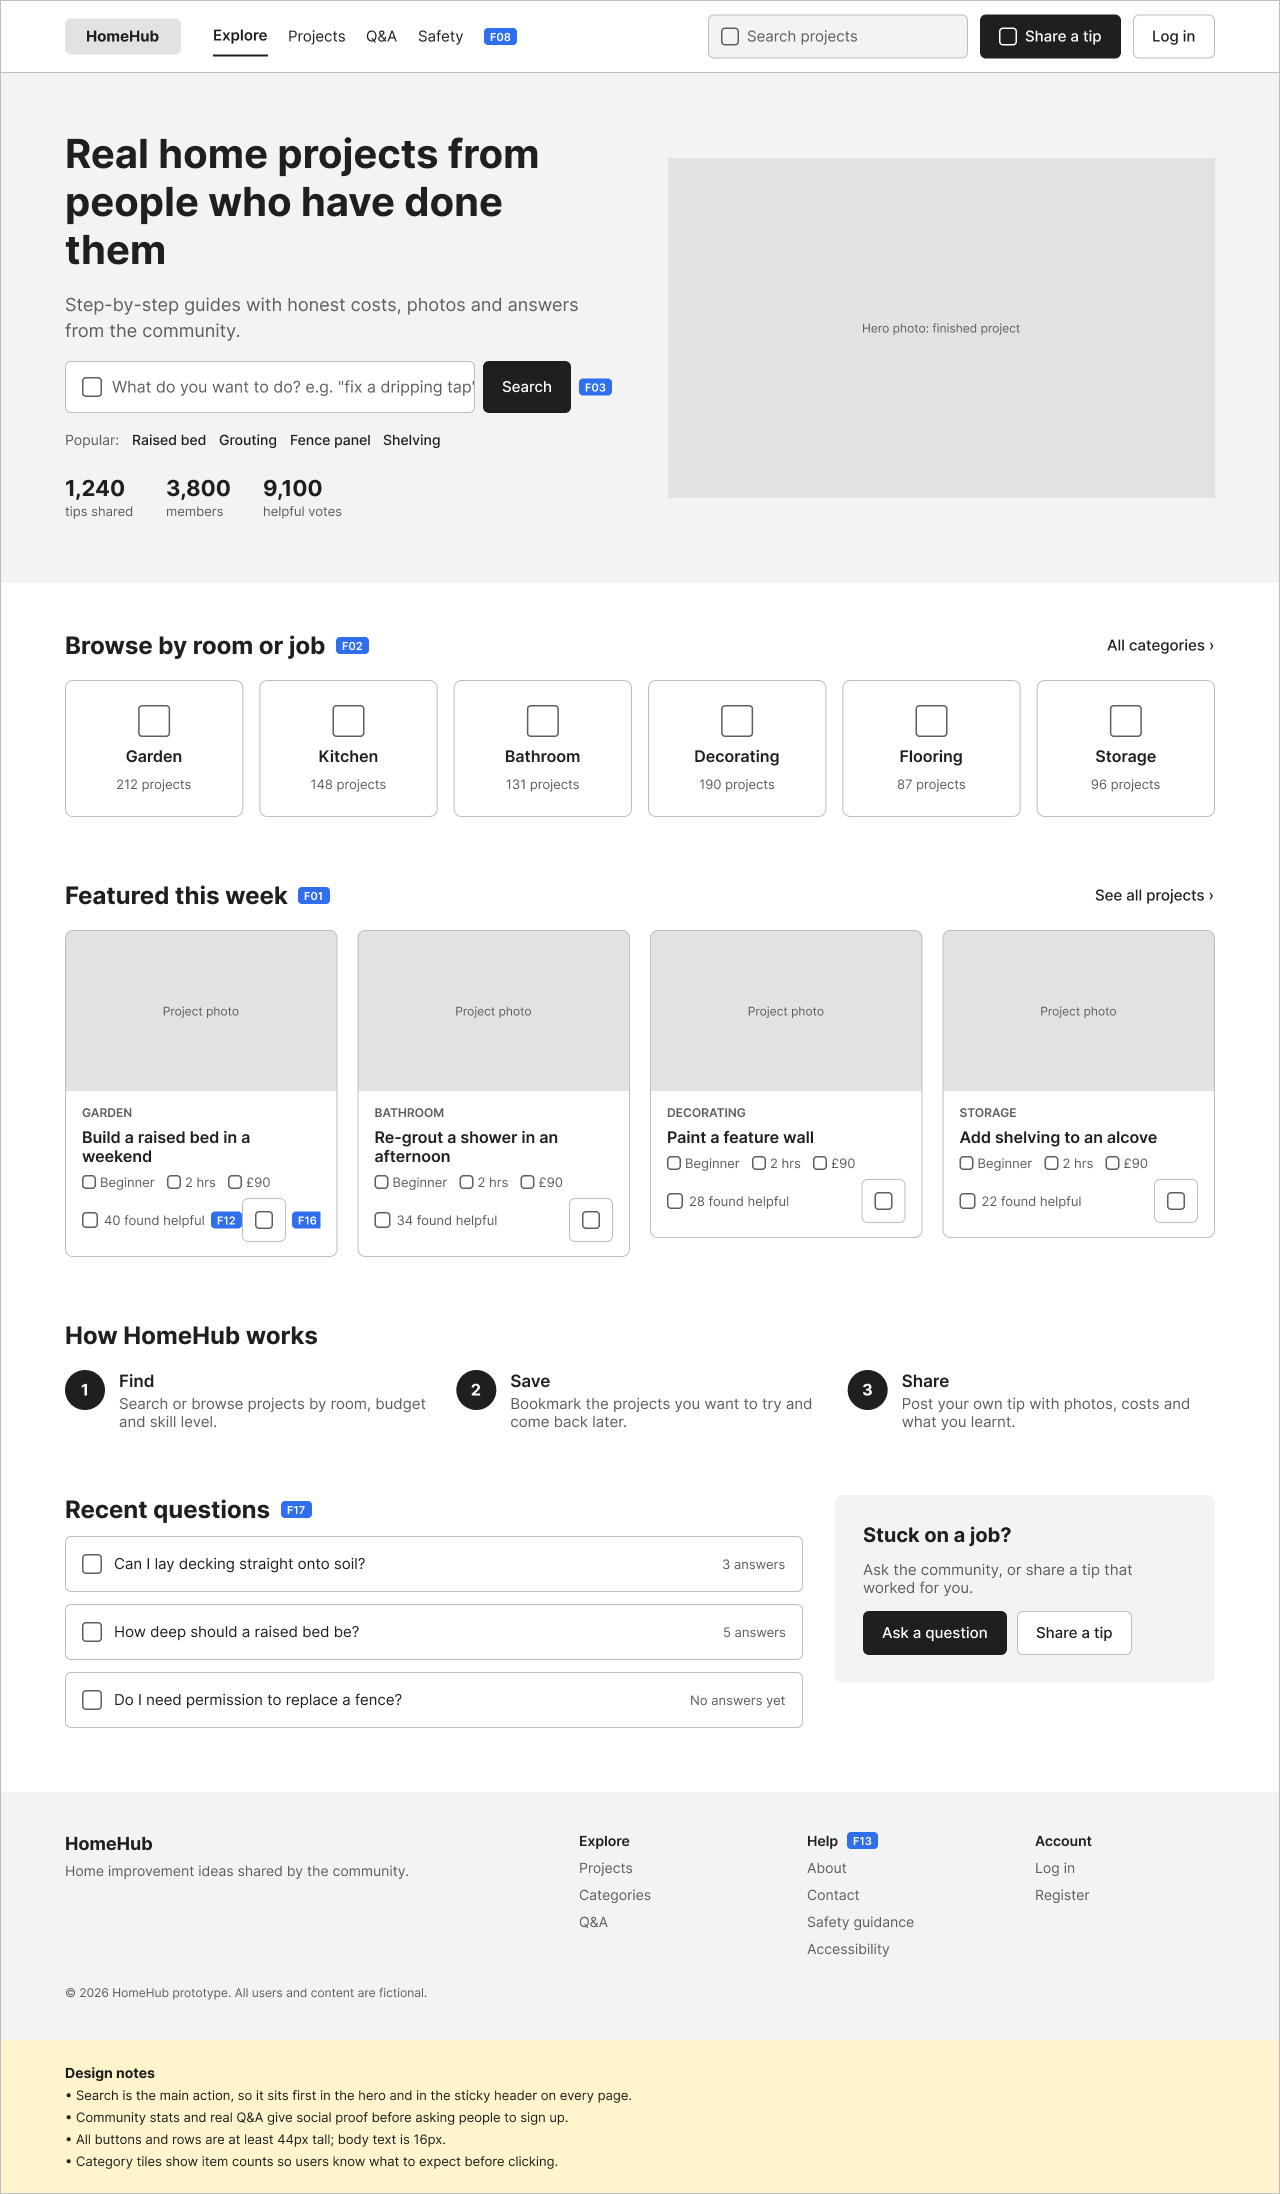 HomeHub
Explore
Projects
Q&A
Safety
F08
Search projects
Share a tip
Log in
Real home projects from
people who have done
them
Step-by-step guides with honest costs, photos and answers
from the community.
What do you want to do? e.g. "fix a dripping tap"
Search
F03
Popular: Raised bed Grouting Fence panel Shelving
1,240
tips shared
3,800
members
9,100
helpful votes
Hero photo: finished project
Browse by room or job
F02
All categories ›
Garden
212 projects
Kitchen
148 projects
Bathroom
131 projects
Decorating
190 projects
Flooring
87 projects
Storage
96 projects
Featured this week
F01
See all projects ›
Project photo
GARDEN
Build a raised bed in a
weekend
Beginner 2 hrs £90
40 found helpful F12 F16
Project photo
BATHROOM
Re-grout a shower in an
afternoon
Beginner 2 hrs £90
34 found helpful
Project photo
DECORATING
Paint a feature wall
Beginner 2 hrs £90
28 found helpful
Project photo
STORAGE
Add shelving to an alcove
Beginner 2 hrs £90
22 found helpful
How HomeHub works
1
Find
Search or browse projects by room, budget
and skill level.
2
Save
Bookmark the projects you want to try and
come back later.
3
Share
Post your own tip with photos, costs and
what you learnt.
Recent questions
F17
Can I lay decking straight onto soil?
3 answers
How deep should a raised bed be?
5 answers
Do I need permission to replace a fence?
No answers yet
Stuck on a job?
Ask the community, or share a tip that
worked for you.
Ask a question
Share a tip
HomeHub
Home improvement ideas shared by the community.
Explore
Projects
Categories
Q&A
Help
F13
About
Contact
Safety guidance
Accessibility
Account
Log in
Register
© 2026 HomeHub prototype. All users and content are fictional.
Design notes
• Search is the main action, so it sits first in the hero and in the sticky header on every page.
• Community stats and real Q&A give social proof before asking people to sign up.
• All buttons and rows are at least 44px tall; body text is 16px.
• Category tiles show item counts so users know what to expect before clicking.